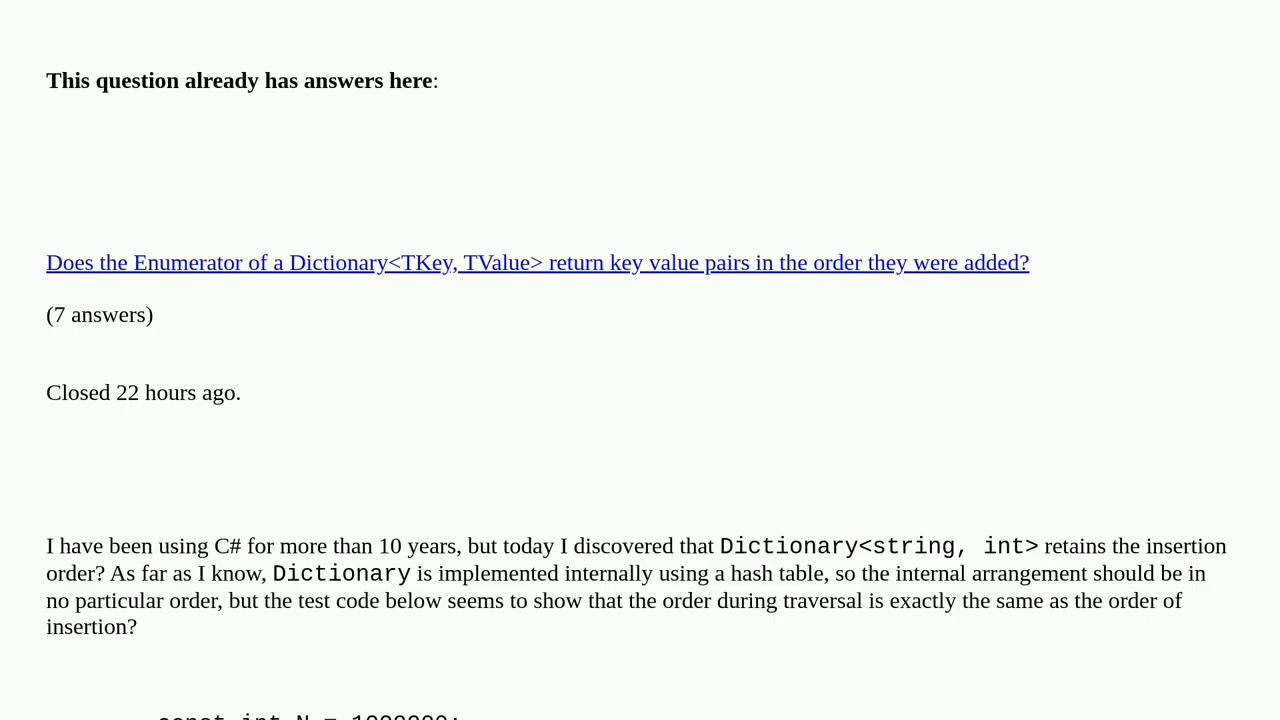 This question already has answers here:
Does the Enumerator of a Dictionary<TKey, TValue> return key value pairs in the order they were added?
(7 answers)
Closed 22 hours ago.
I have been using C# for more than 10 years, but today I discovered that Dictionary<string, int> retains the insertion
order? As far as I know, Dictionary is implemented internally using a hash table, so the internal arrangement should be in
no particular order, but the test code below seems to show that the order during traversal is exactly the same as the order of
insertion?
const int N = 1000000;